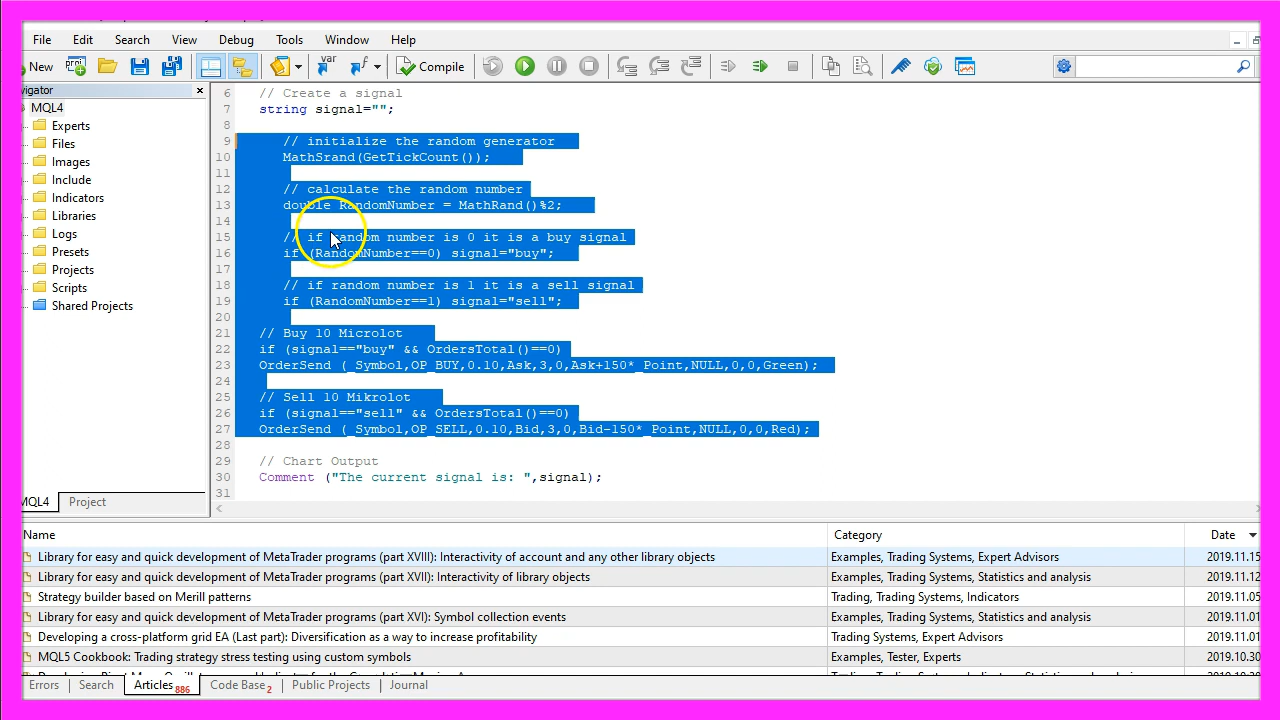 File Edit Search View Debug Tools Window Help
New var Compile
MQL4
Experts
Files
Images
Include
Indicators
Libraries
Logs
Presets
Projects
Scripts
Shared Projects
Project
6 // Create a signal
7 string signal="";
8
9 // initialize the random generator
10 MathSrand(GetTickCount());
11
12 // calculate the random number
13 double RandomNumber = MathRand()%2;
14
15 // if random number is 0 it is a buy signal
16 if (RandomNumber==0) signal="buy";
17
18 // if random number is 1 it is a sell signal
19 if (RandomNumber==1) signal="sell";
20
21 // Buy 10 Microlot
22 if (signal=="buy" && OrdersTotal()==0)
23 OrderSend (_Symbol,OP_BUY,0.10,Ask,3,0,Ask+150*_Point,NULL,0,0,Green);
24
25 // Sell 10 Mikrolot
26 if (signal=="sell" && OrdersTotal()==0)
27 OrderSend (_Symbol,OP_SELL,0.10,Bid,3,0,Bid-150*_Point,NULL,0,0,Red);
28
29 // Chart Output
30 Comment ("The current signal is: ",signal);
31
Name Category Date
Library for easy and quick development of MetaTrader programs (part XVIII): Interactivity of account and any other library objects Examples, Trading Systems, Expert Advisors 2019.11.15
Library for easy and quick development of MetaTrader programs (part XVII): Interactivity of library objects Examples, Trading Systems, Statistics and analysis 2019.11.12
Strategy builder based on Merill patterns Trading, Trading Systems, Indicators 2019.11.05
Library for easy and quick development of MetaTrader programs (part XVI): Symbol collection events Examples, Trading Systems, Statistics and analysis 2019.11.01
Developing a cross-platform grid EA (Last part): Diversification as a way to increase profitability Trading Systems, Expert Advisors 2019.11.01
MQL5 Cookbook: Trading strategy stress testing using custom symbols Examples, Tester, Experts 2019.10.30
Errors Search Articles 886 Code Base 2 Public Projects Journal